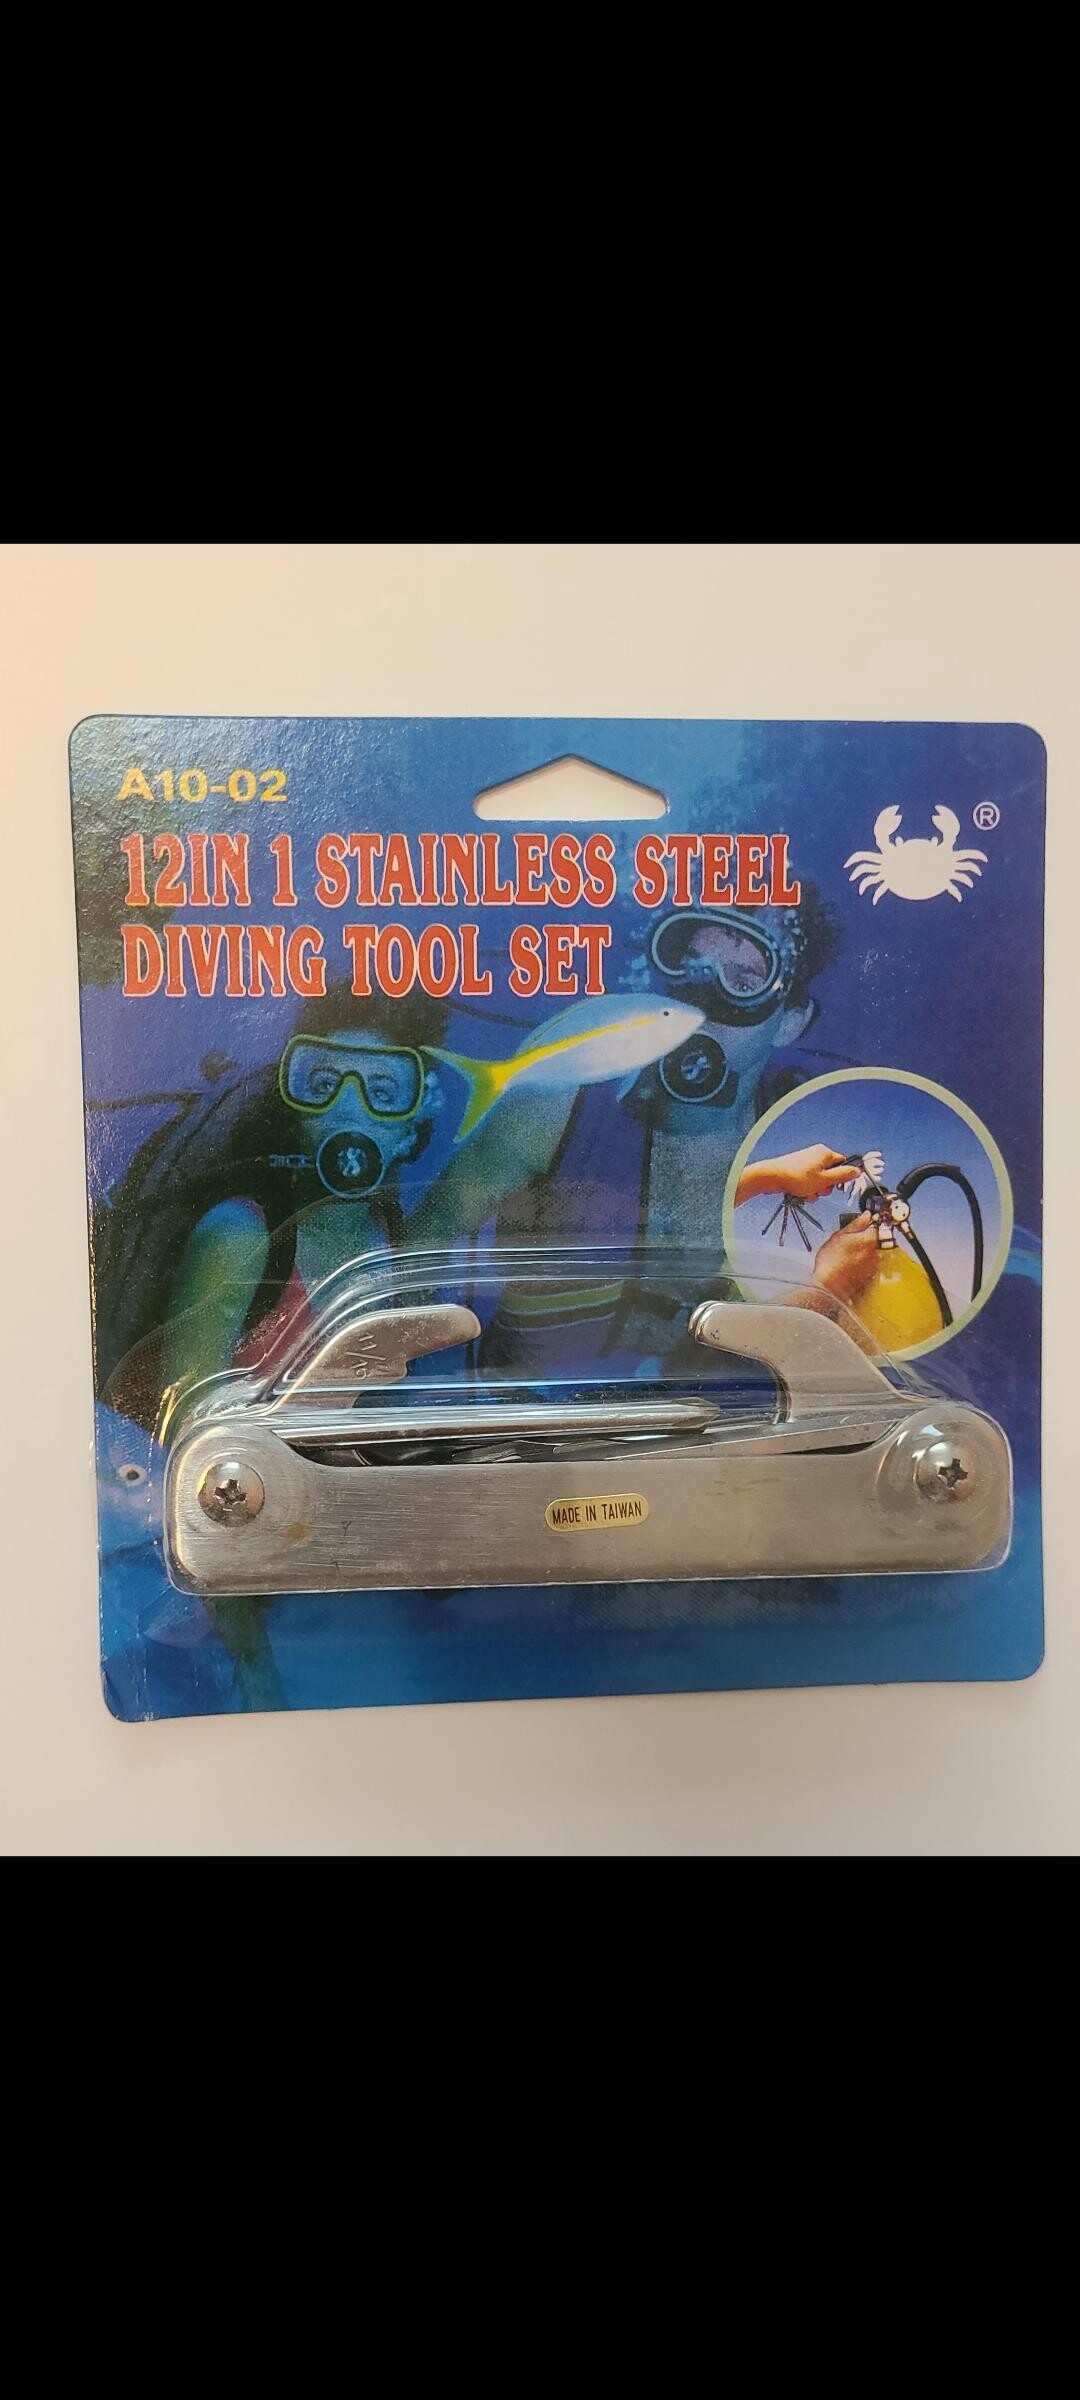 A10-02
®
12IN 1 STAINLESS STEEL
DIVING TOOL SET
11/16
MADE IN TAIWAN